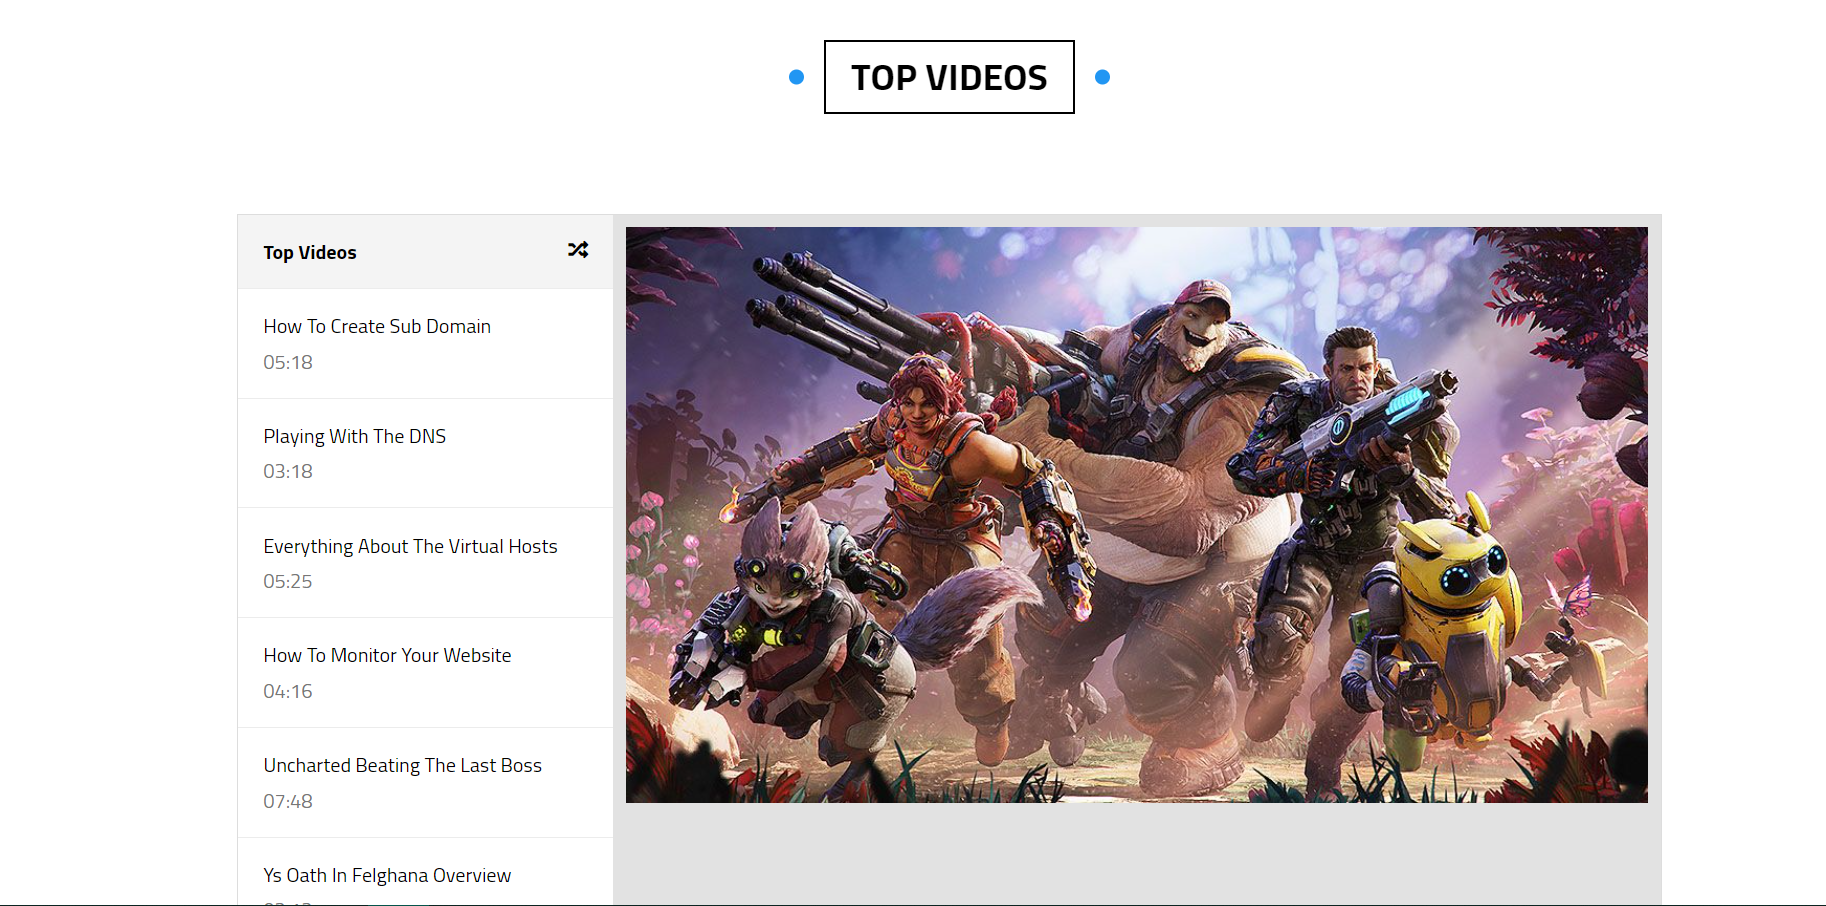 TOP VIDEOS
Top Videos
How To Create Sub Domain
05:18
Playing With The DNS
03:18
Everything About The Virtual Hosts
05:25
How To Monitor Your Website
04:16
Uncharted Beating The Last Boss
07:48
Ys Oath In Felghana Overview